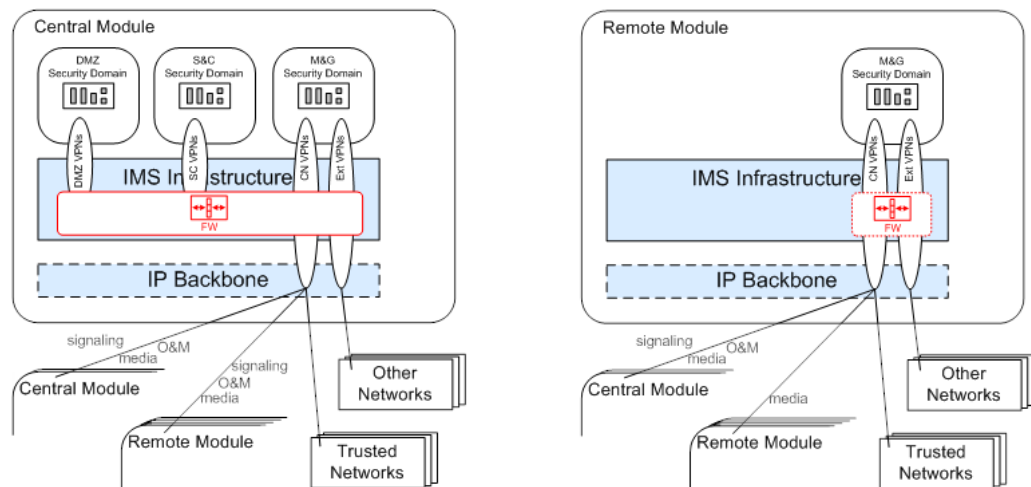 Central Module
DMZ
Security Domain
S&C
Security Domain
M&G
Security Domain
DMZ VPNs
SC VPNs
CN VPNs
Ext VPNs
IMS Infrastructure
FW
IP Backbone
signaling
media
O&M
signaling
O&M
media
Central Module
Remote Module
Other
Networks
Trusted
Networks
Remote Module
M&G
Security Domain
CN VPNs
Ext VPNs
IMS Infrastructure
FW
IP Backbone
signaling
media
O&M
media
Central Module
Remote Module
Other
Networks
Trusted
Networks